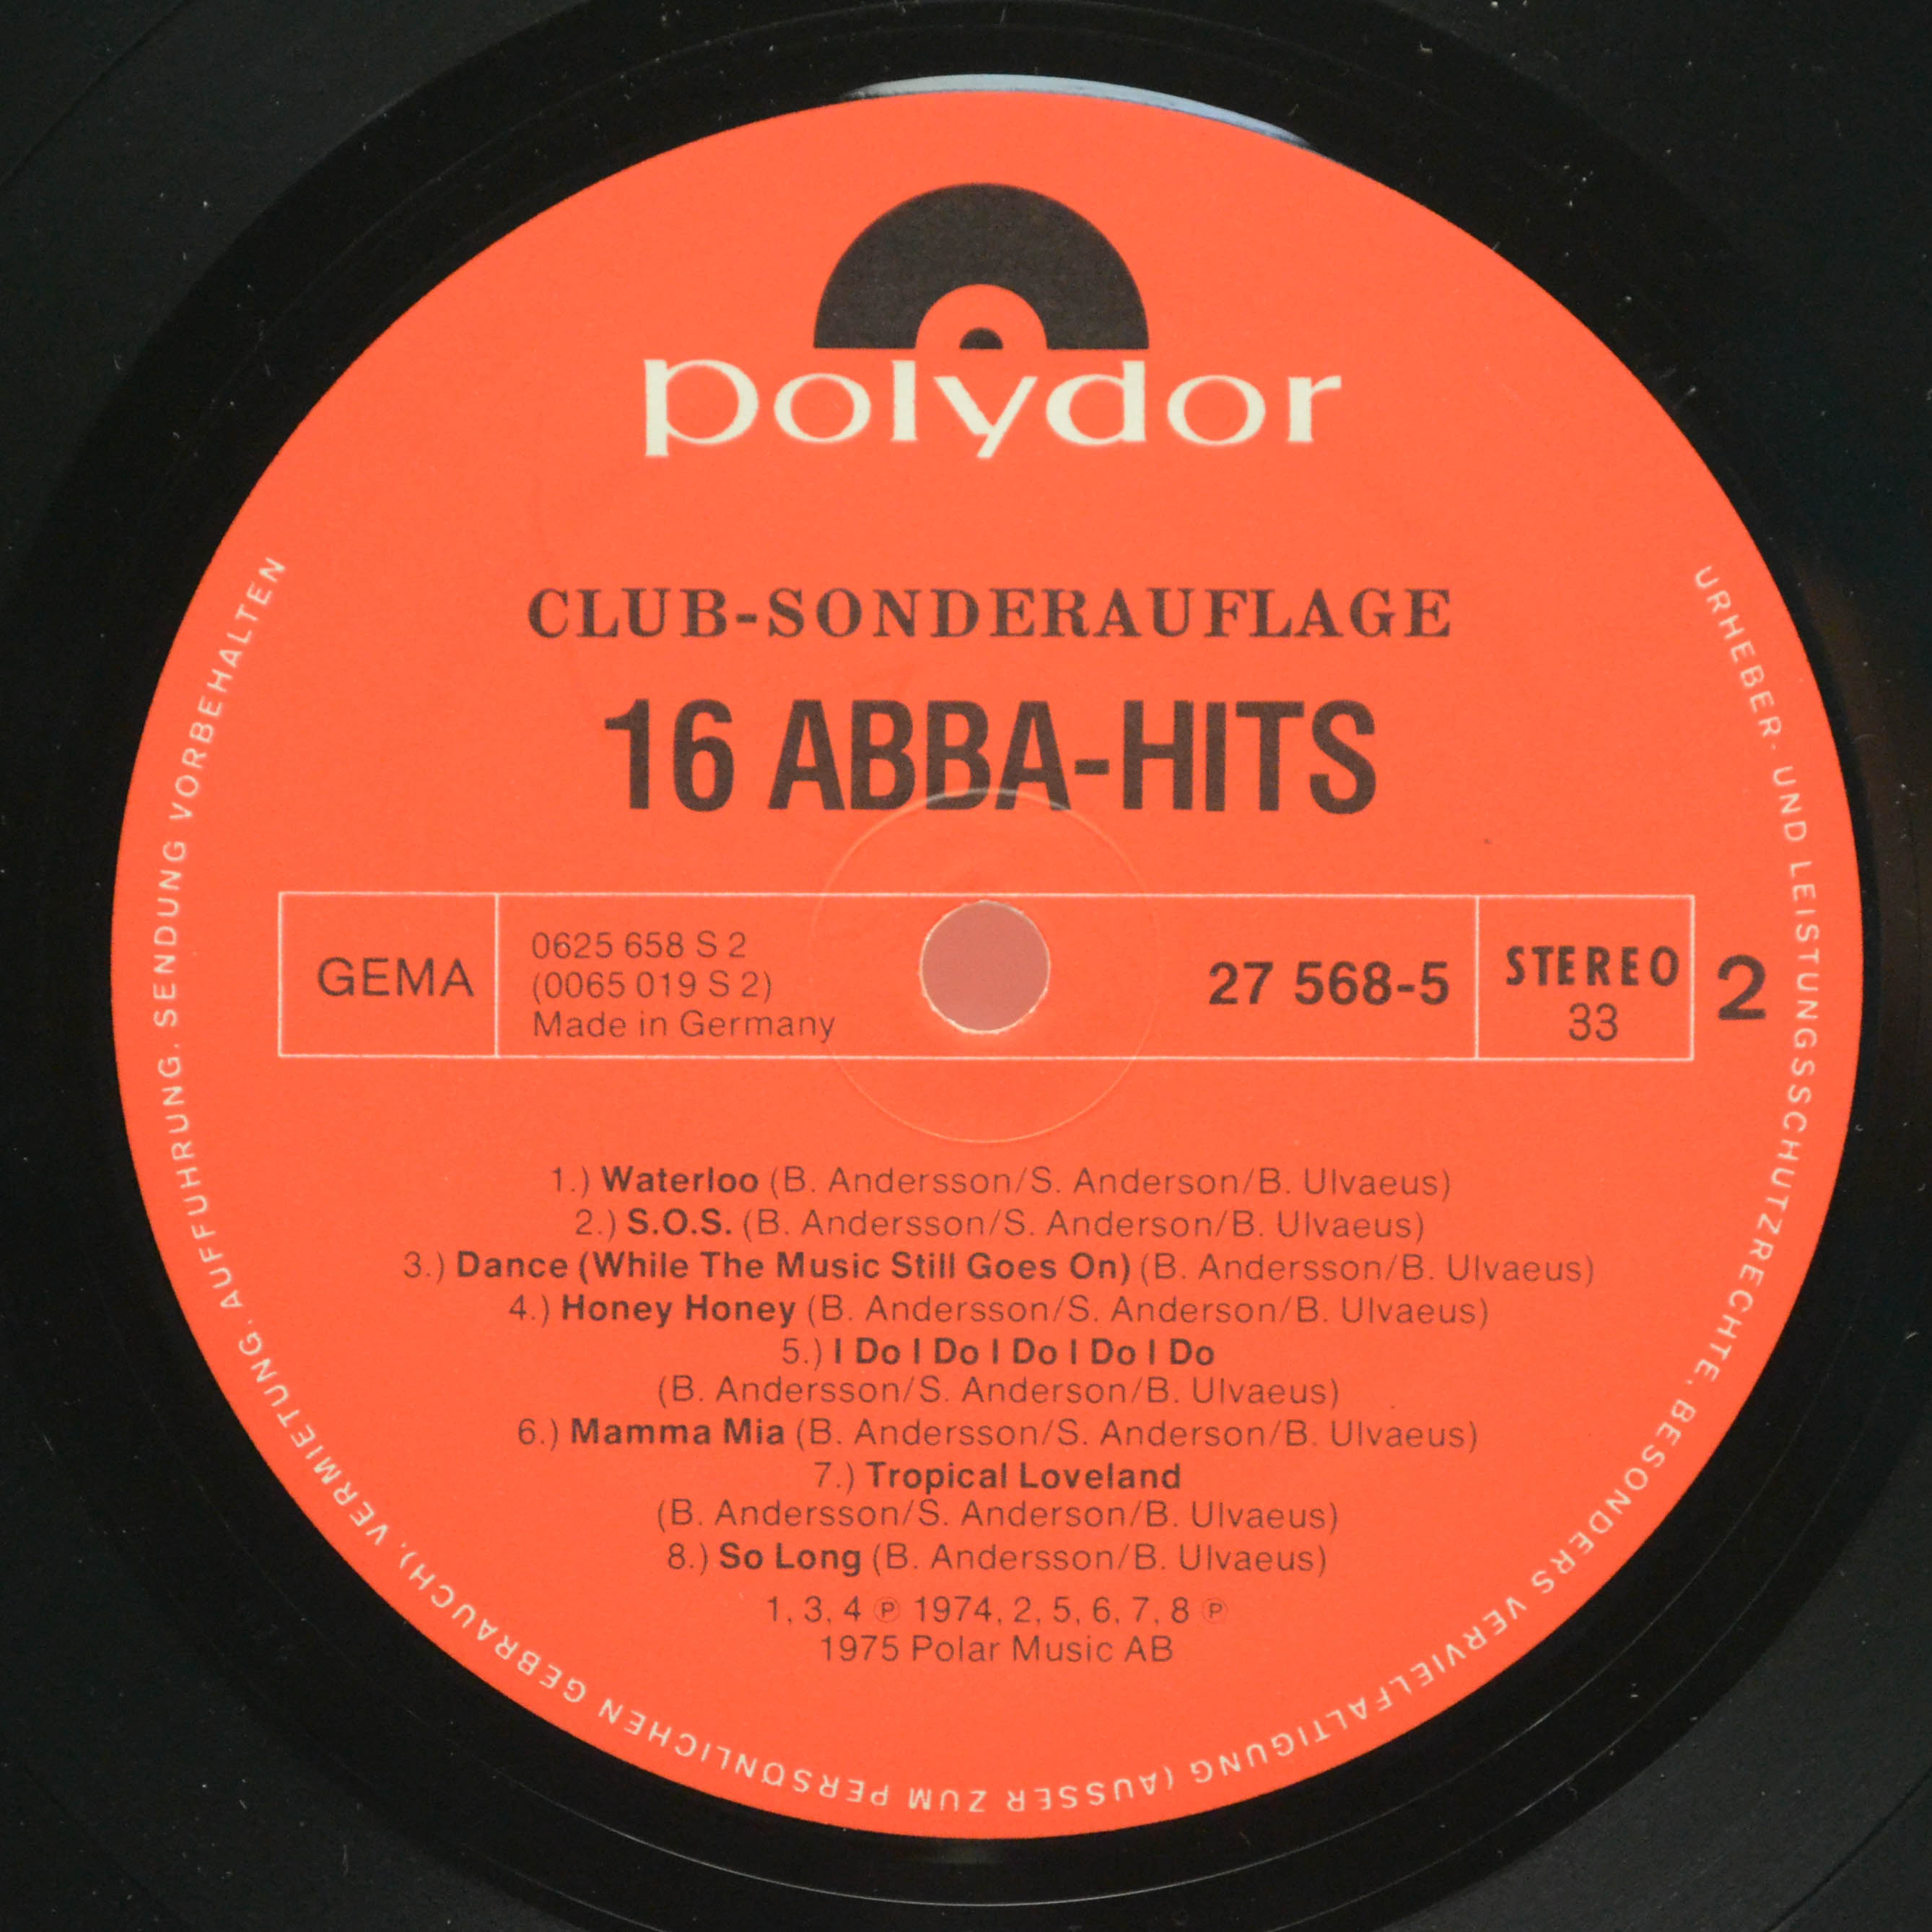 polydor
CLUB-SONDERAUFLAGE
16 ABBA-HITS
GEMA
0625 658 S 2
(0065 019 S 2)
Made in Germany
27 568-5
STEREO
33
2
1.) Waterloo (B. Andersson/S. Anderson/B. Ulvaeus)
2.) S.O.S. (B. Andersson/S. Anderson/B. Ulvaeus)
3.) Dance (While The Music Still Goes On) (B. Andersson/B. Ulvaeus)
4.) Honey Honey (B. Andersson/S. Anderson/B. Ulvaeus)
5.) I Do I Do I Do I Do I Do
(B. Andersson/S. Anderson/B. Ulvaeus)
6.) Mamma Mia (B. Andersson/S. Anderson/B. Ulvaeus)
7.) Tropical Loveland
(B. Andersson/S. Anderson/B. Ulvaeus)
8.) So Long (B. Andersson/B. Ulvaeus)
1, 3, 4 ℗ 1974, 2, 5, 6, 7, 8 ℗
1975 Polar Music AB
URHEBER- UND LEISTUNGSSCHUTZRECHTE, BESONDERS VERVIELFÄLTIGUNG (AUSSER ZUM PERSÖNLICHEN GEBRAUCH), VERMIETUNG, AUFFÜHRUNG, SENDUNG VORBEHALTEN